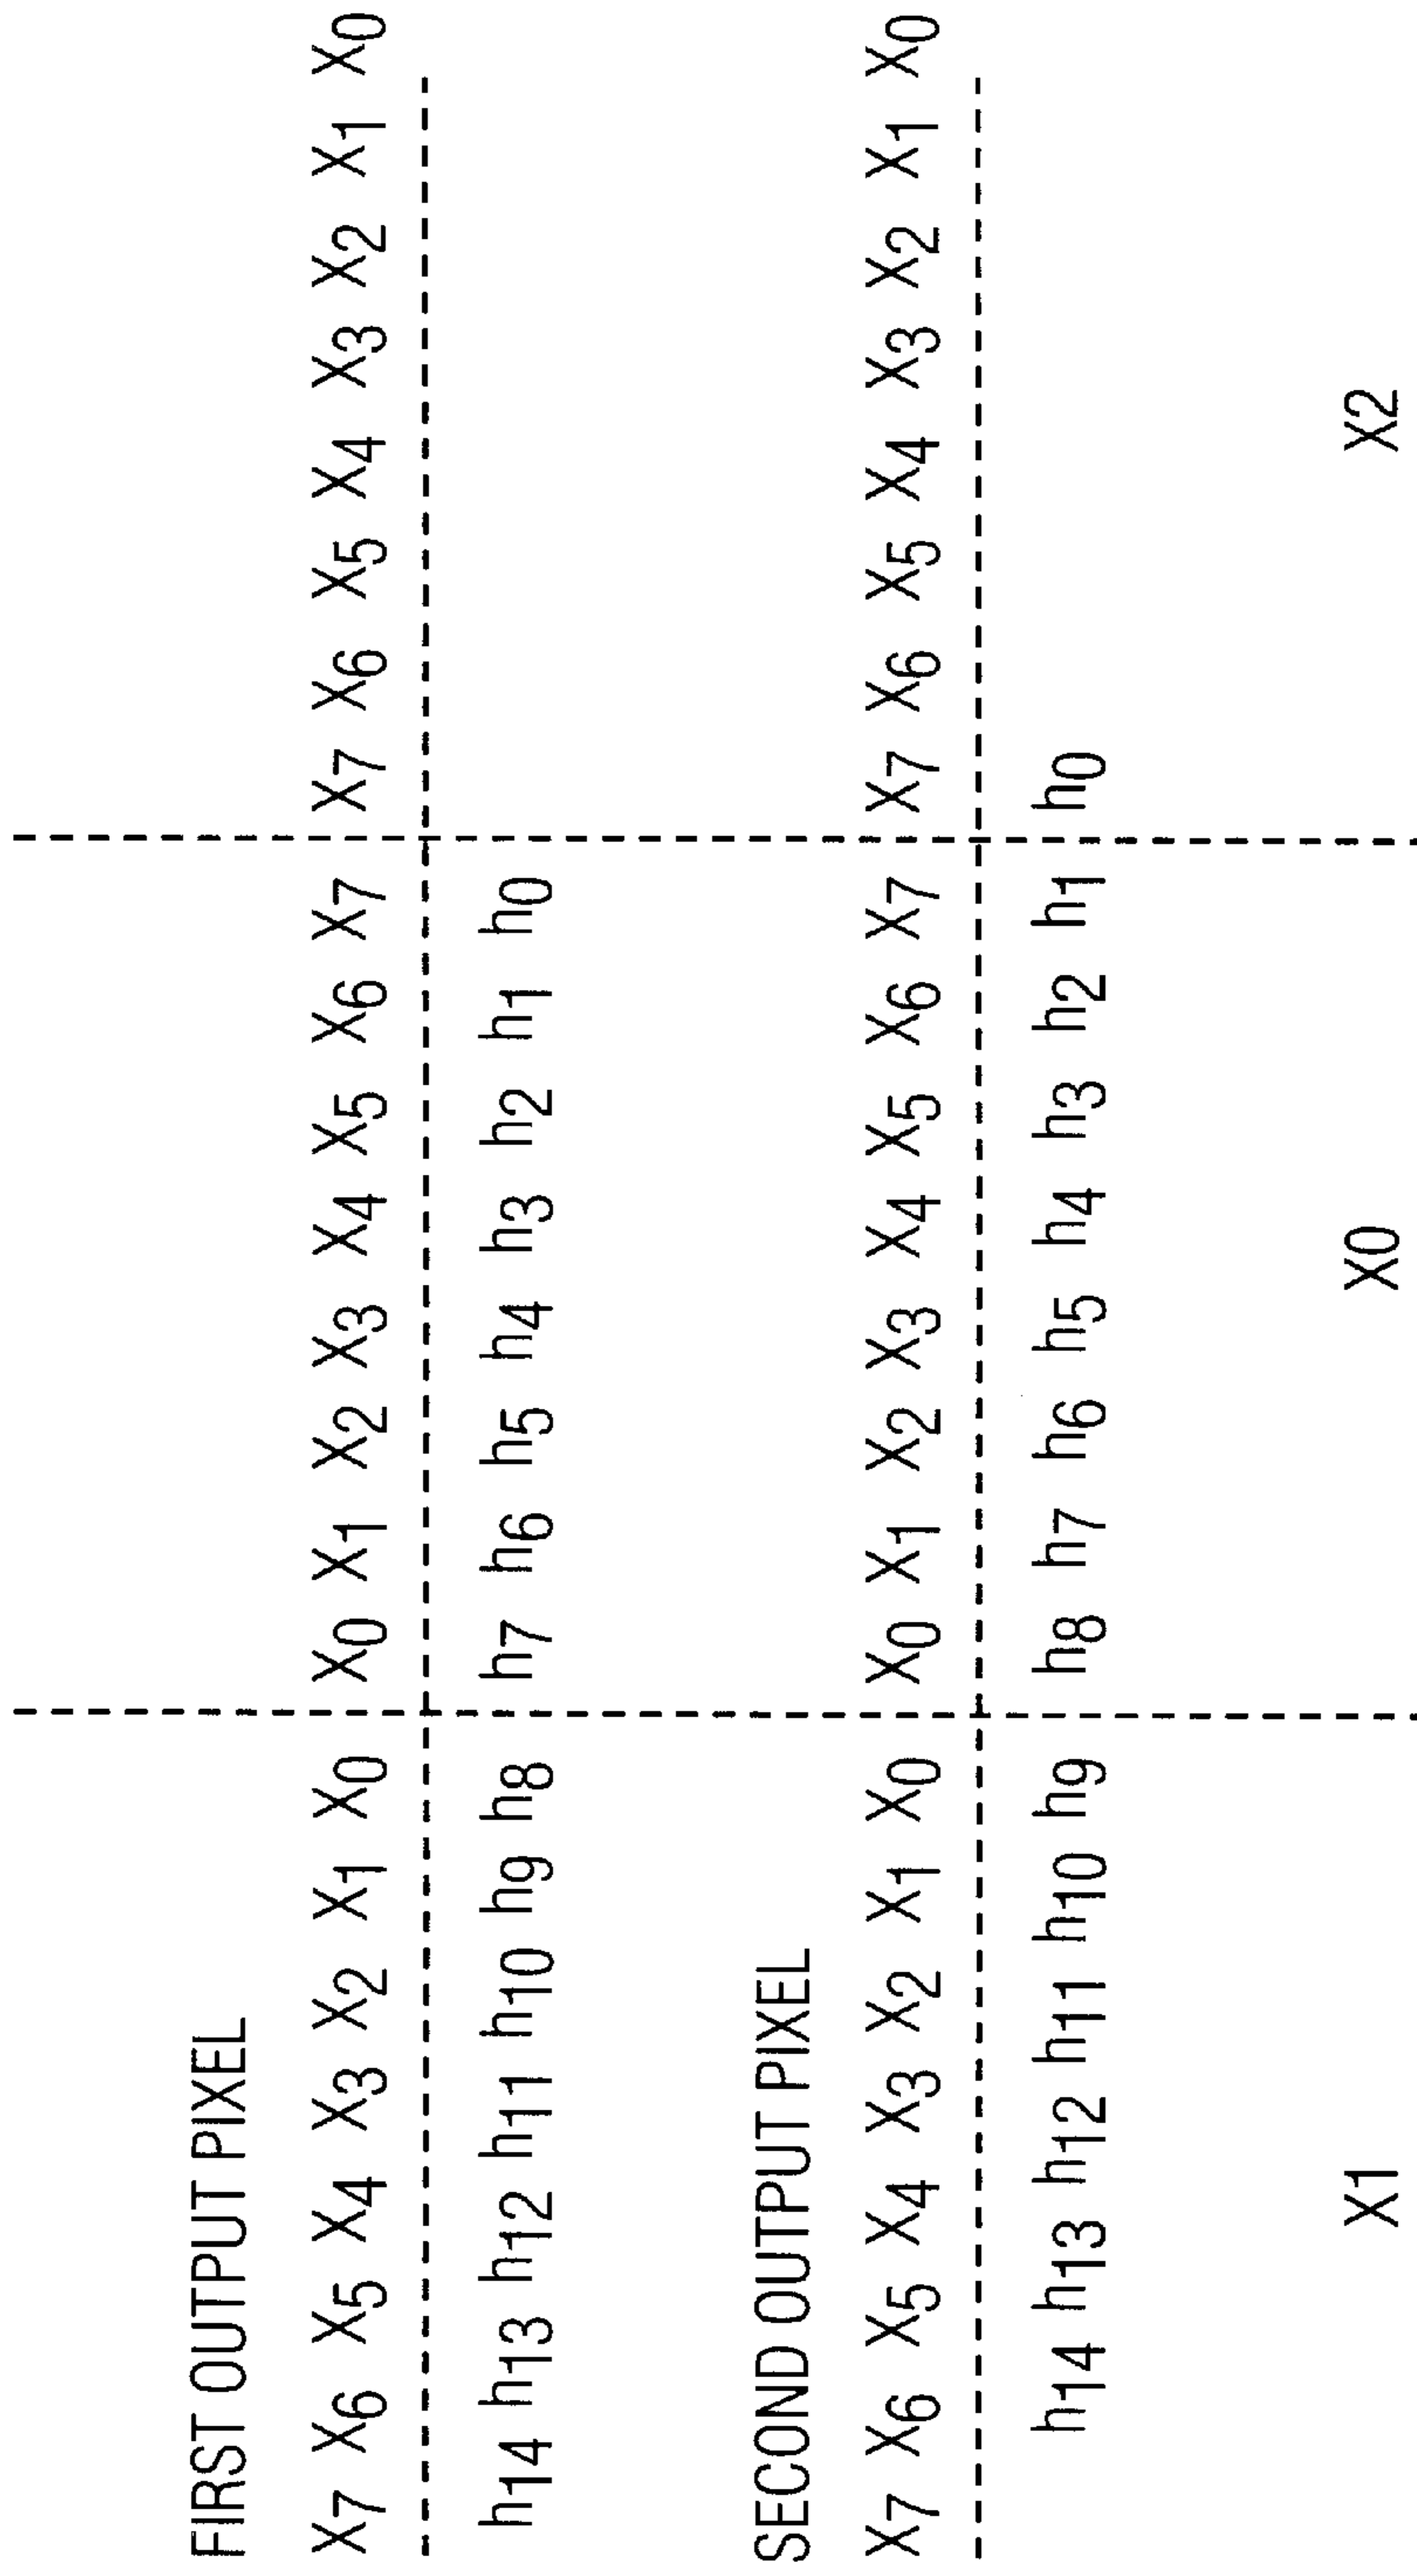 FIRST OUTPUT PIXEL
X7 X6 X5 X4 X3 X2 X1 X0 X0 X1 X2 X3 X4 X5 X6 X7 X7 X6 X5 X4 X3 X2 X1 X0
h14 h13 h12 h11 h10 h9 h8 h7 h6 h5 h4 h3 h2 h1 h0
SECOND OUTPUT PIXEL
X7 X6 X5 X4 X3 X2 X1 X0 X0 X1 X2 X3 X4 X5 X6 X7 X7 X6 X5 X4 X3 X2 X1 X0
h14 h13 h12 h11 h10 h9 h8 h7 h6 h5 h4 h3 h2 h1 h0
X1 X0 X2